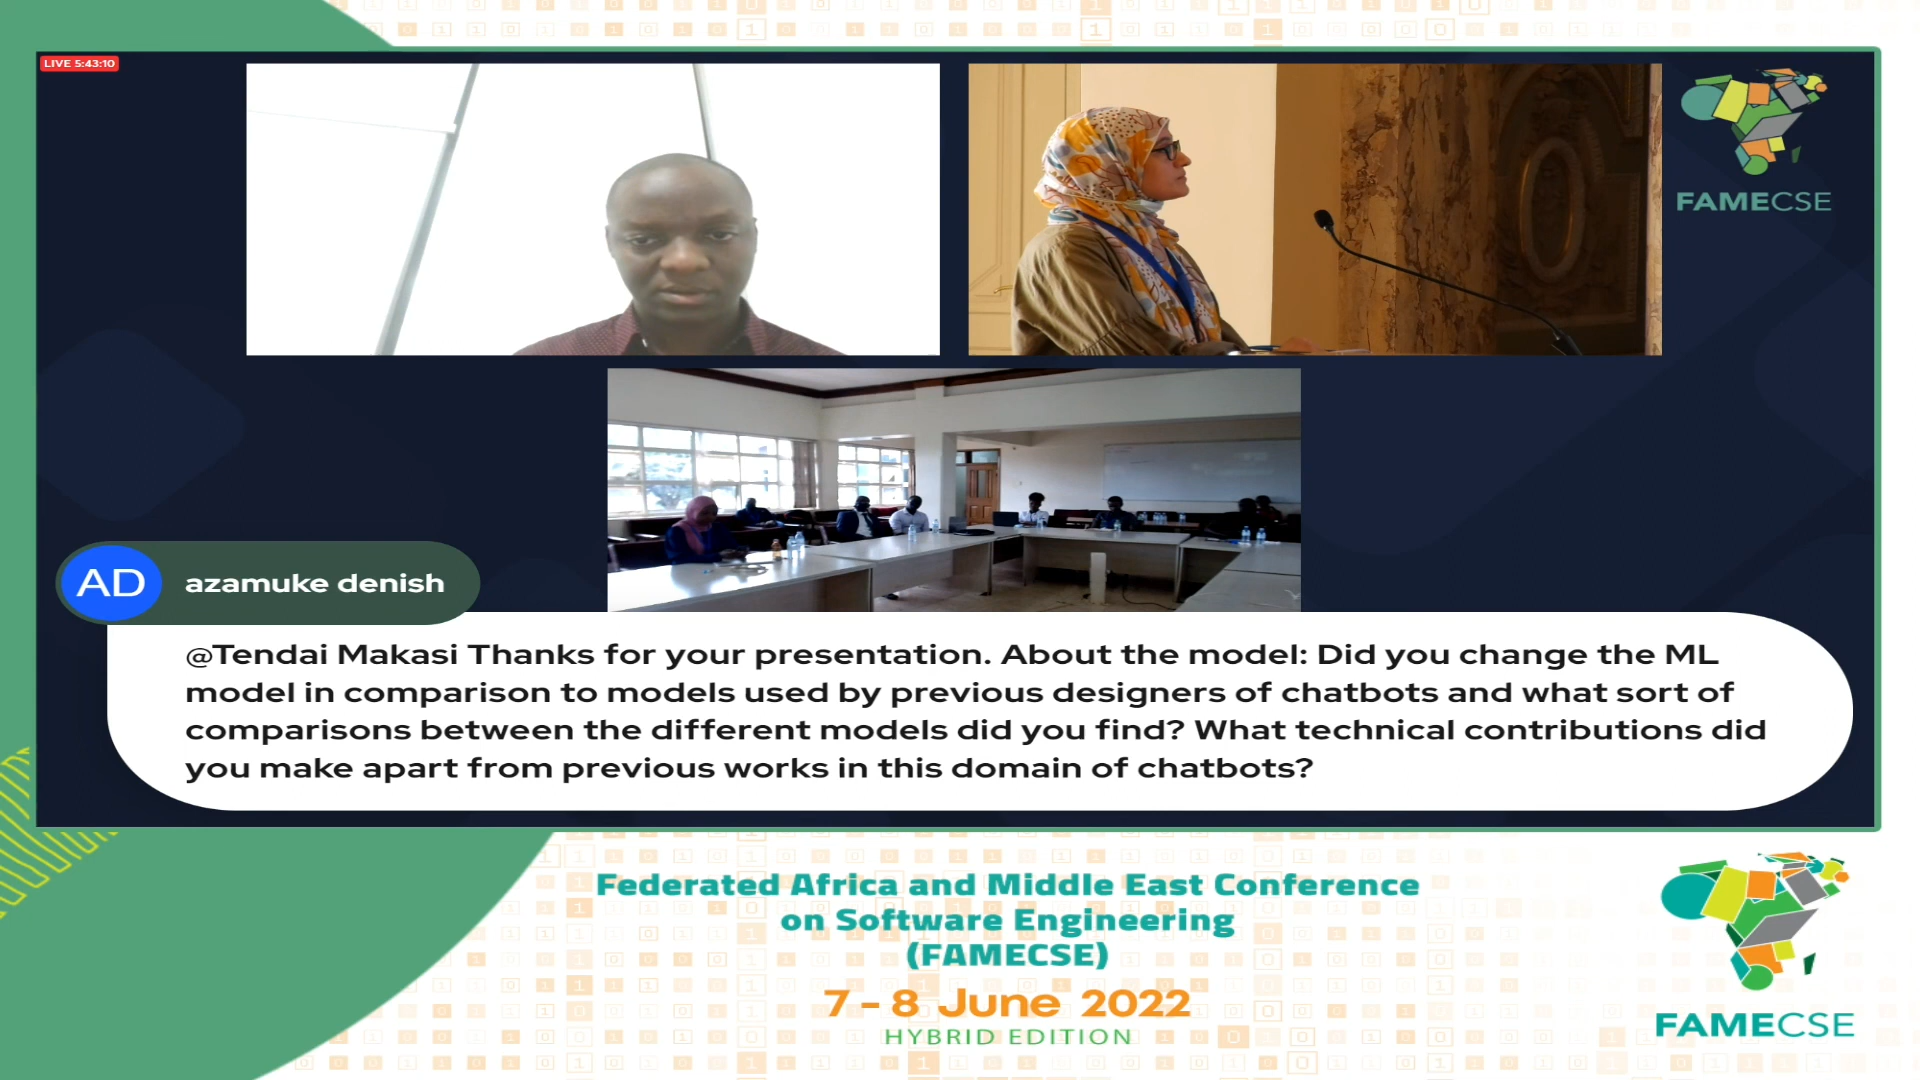 LIVE 5:43:10
FAMECSE
AD
azamuke denish
@Tendai Makasi Thanks for your presentation. About the model: Did you change the ML
model in comparison to models used by previous designers of chatbots and what sort of
comparisons between the different models did you find? What technical contributions did
you make apart from previous works in this domain of chatbots?
Federated Africa and Middle East Conference
on Software Engineering
(FAMECSE)
7 - 8 June 2022
HYBRID EDITION
FAMECSE